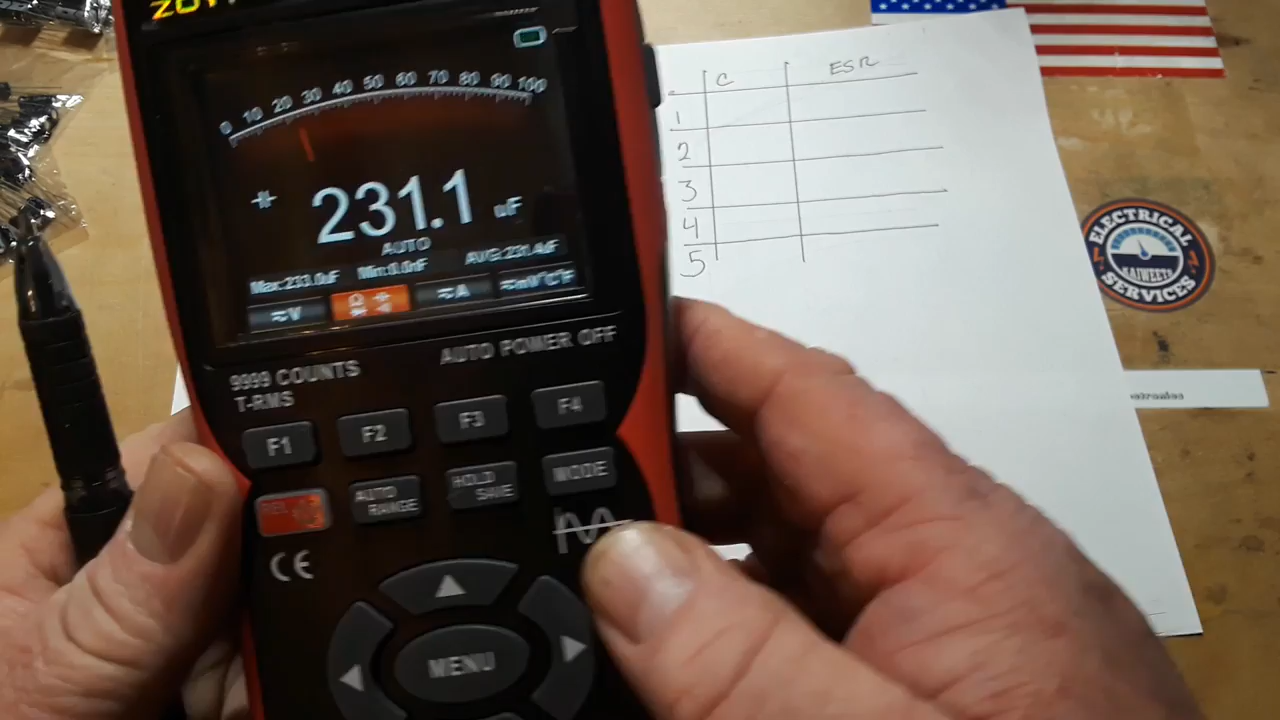 0 10 20 30 40 50 60 70 80 90 100
231.1 uF
AUTO
Max:233.0uF Min:0.0nF AVG:231.4uF
≂V Ω ≂A ≂mV°C°F
9999 COUNTS
T-RMS
AUTO POWER OFF
F1 F2 F3 F4
AUTO RANGE
HOLD SAVE
MODE
CE
MENU
C ESR
1
2
3
4
5
ELECTRICAL
KAIWEETS
SERVICES